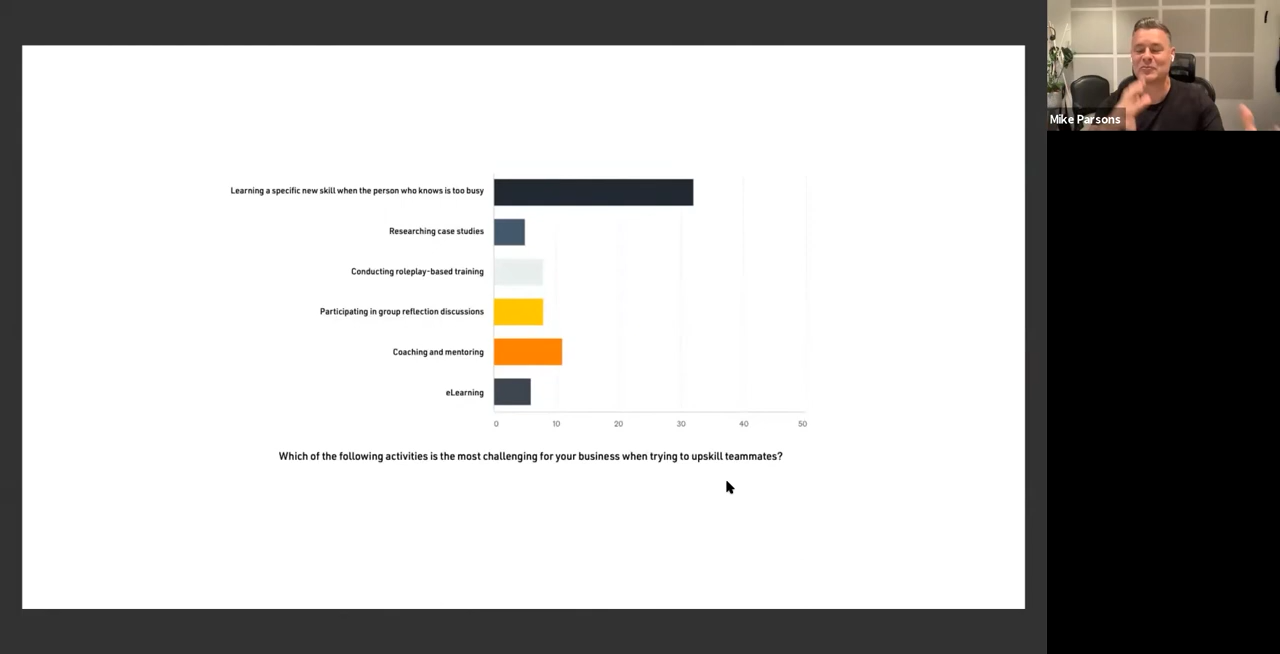 Mike Parsons
Learning a specific new skill when the person who knows is too busy
Researching case studies
Conducting roleplay-based training
Participating in group reflection discussions
Coaching and mentoring
eLearning
0 10 20 30 40 50
Which of the following activities is the most challenging for your business when trying to upskill teammates?